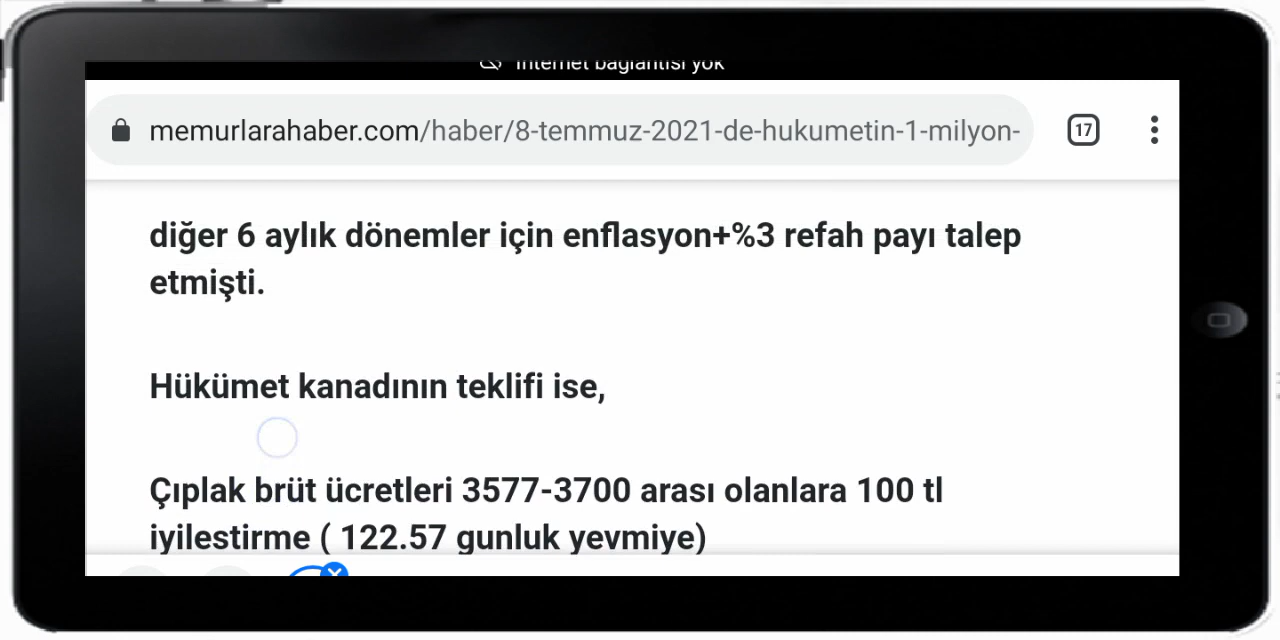 İnternet bağlantısı yok
memurlarahaber.com/haber/8-temmuz-2021-de-hukumetin-1-milyon-
17
diğer 6 aylık dönemler için enflasyon+%3 refah payı talep
etmişti.
Hükümet kanadının teklifi ise,
Çıplak brüt ücretleri 3577-3700 arası olanlara 100 tl
iyilestirme ( 122.57 gunluk yevmiye)